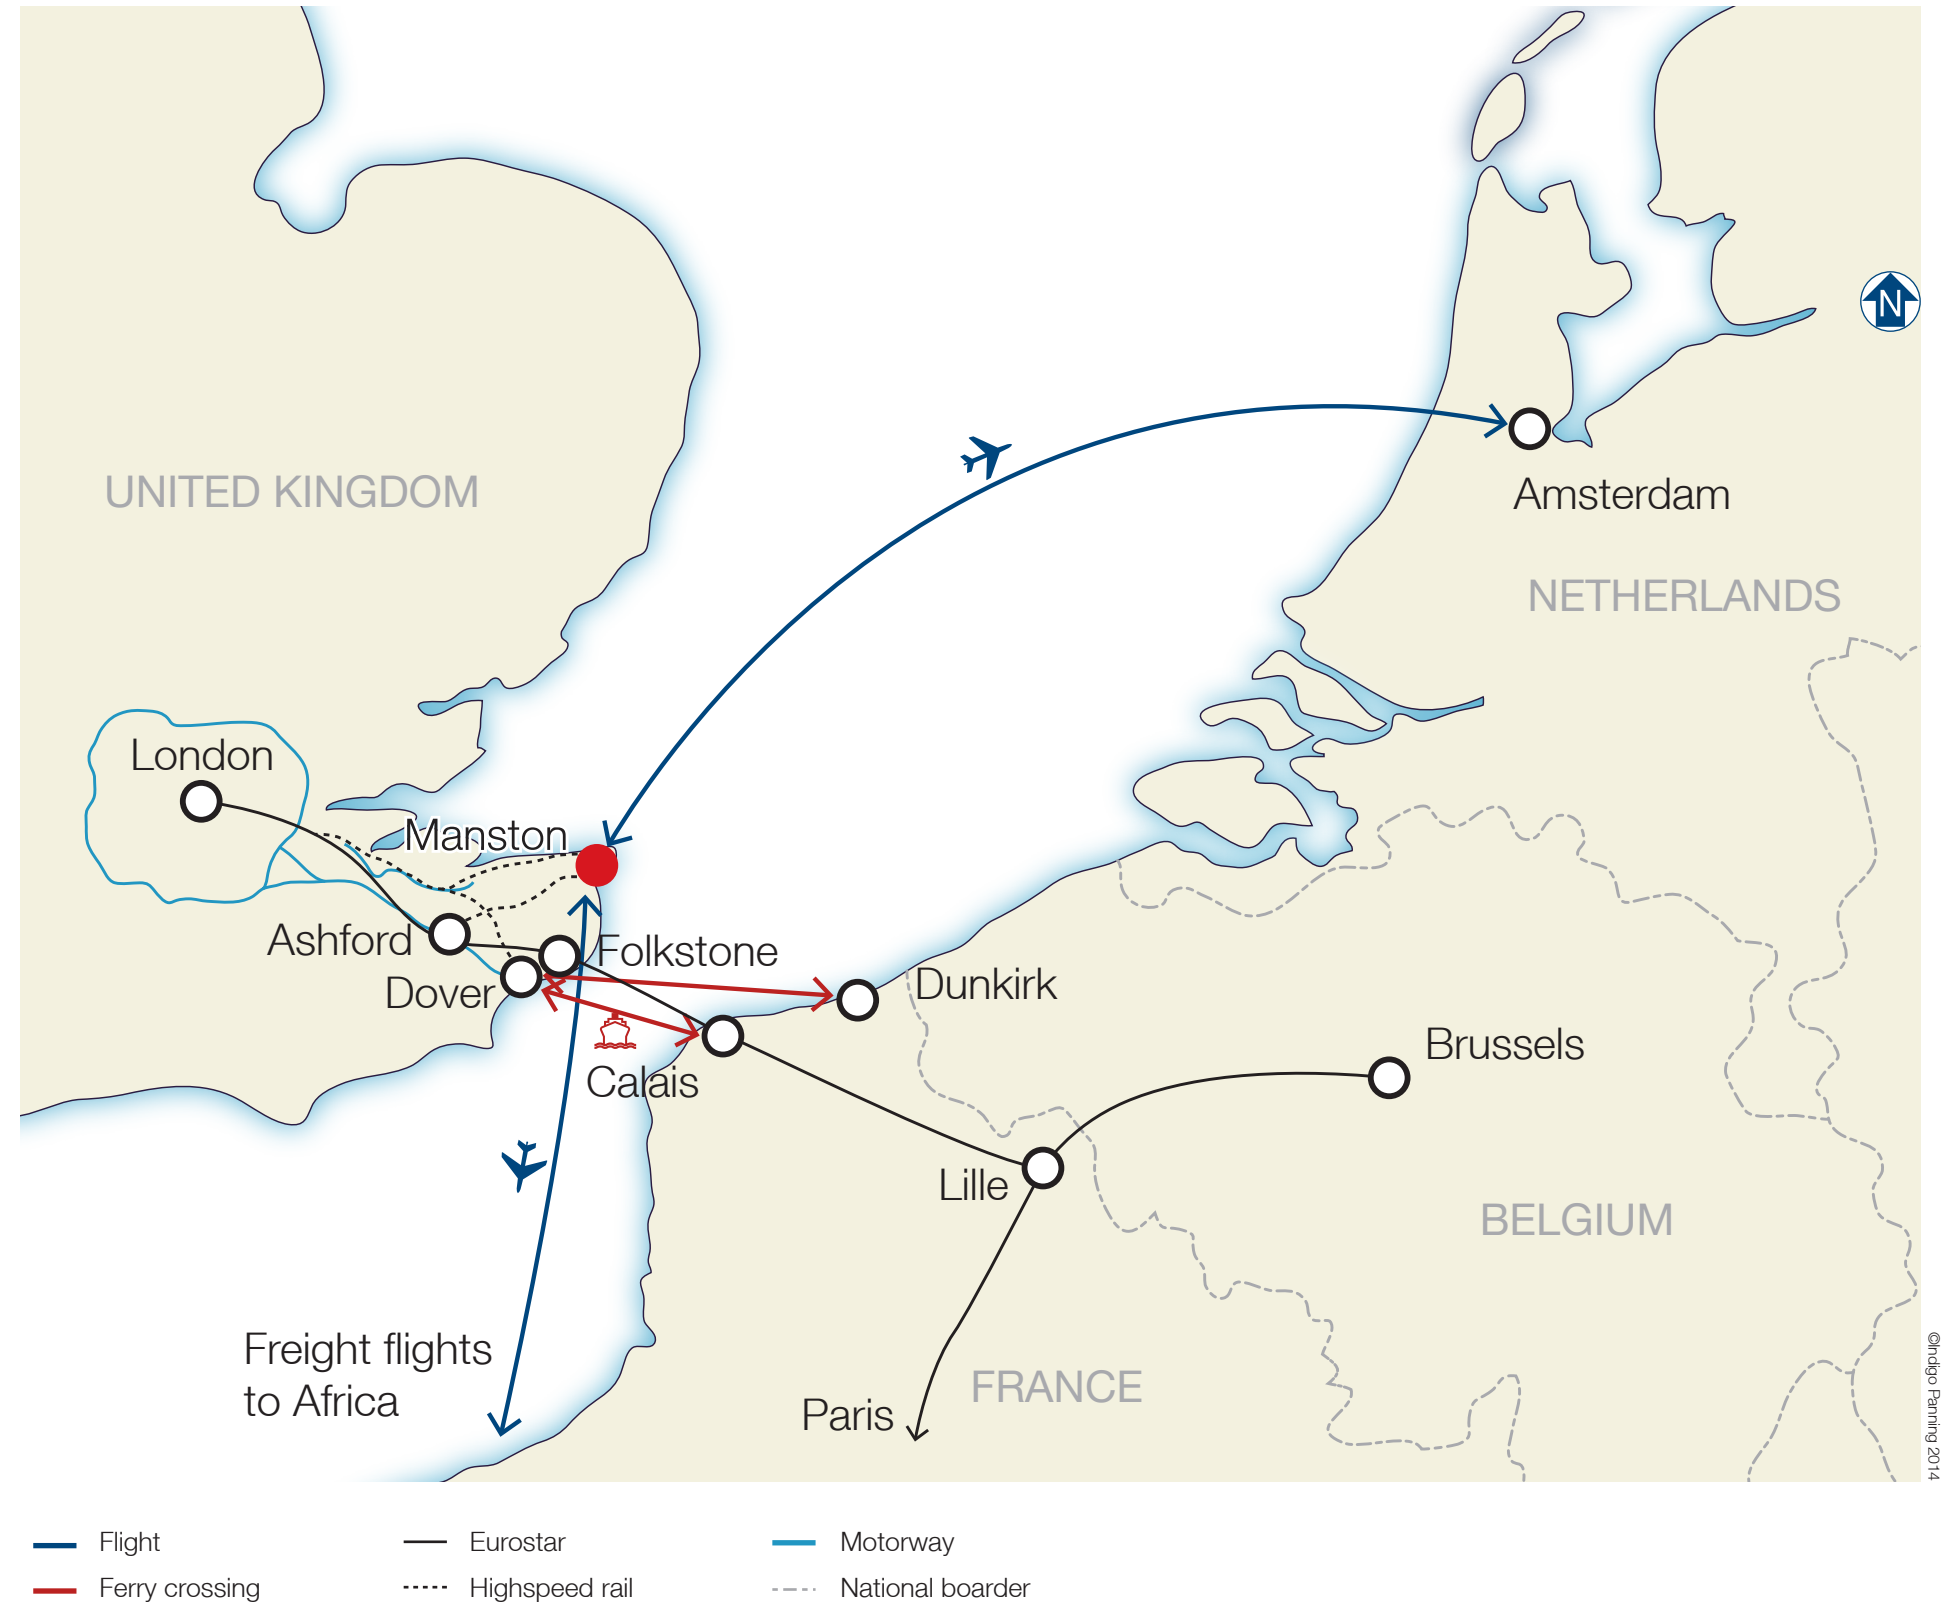 N
UNITED KINGDOM
Amsterdam
NETHERLANDS
London
Manston
Ashford
Folkstone
Dover
Dunkirk
Brussels
Calais
Lille
BELGIUM
Freight flights
to Africa
FRANCE
Paris
©Indigo Panning 2014
Flight
Eurostar
Motorway
Ferry crossing
Highspeed rail
National boarder